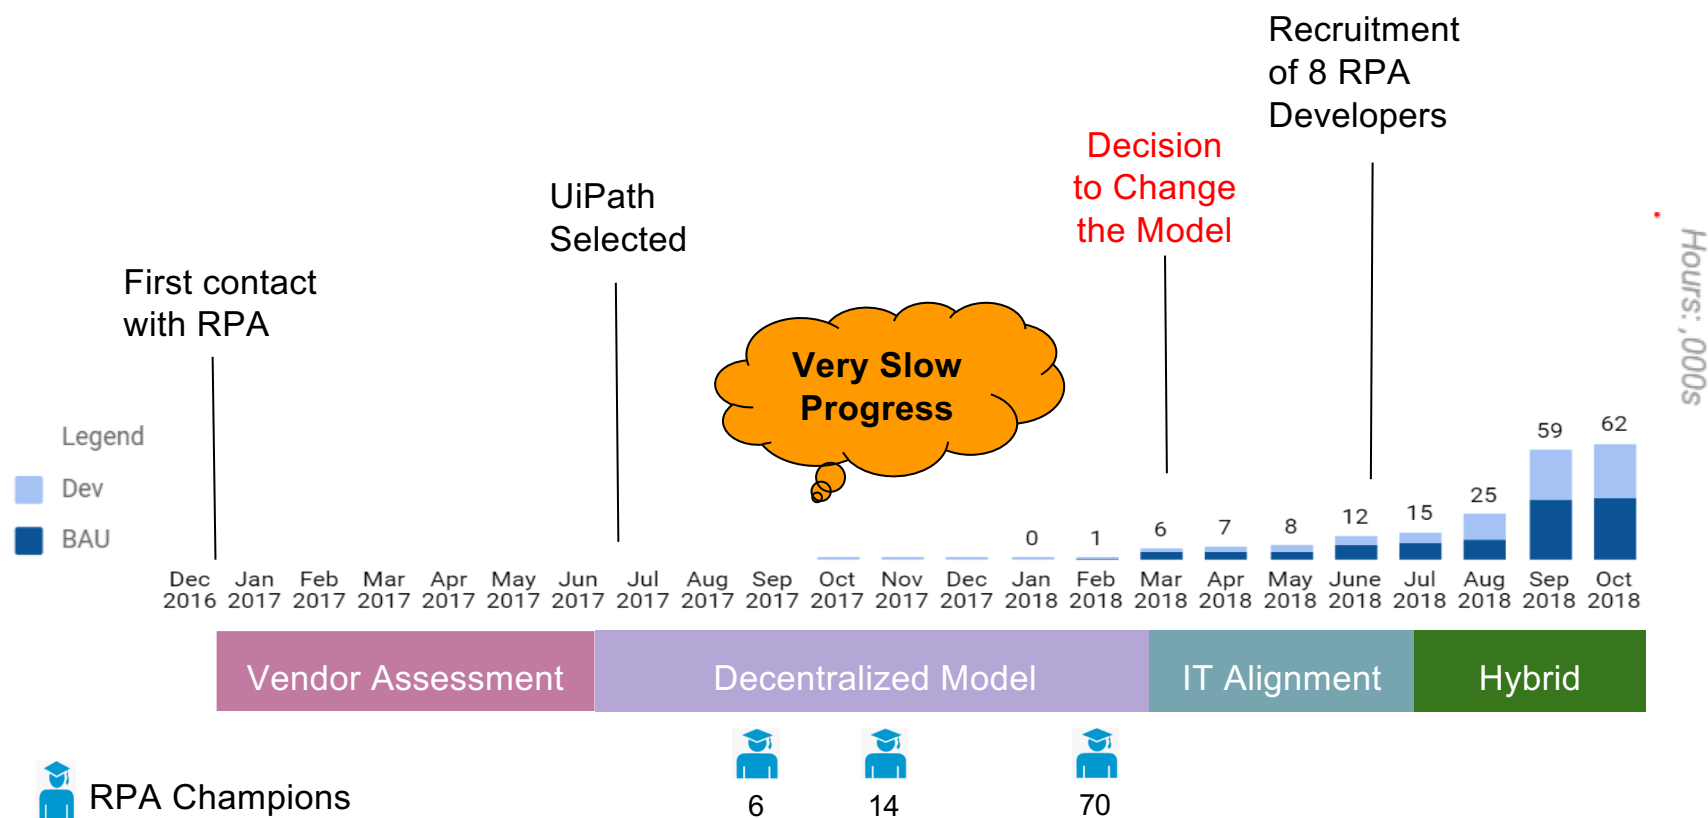 Recruitment
of 8 RPA
Developers
Decision
to Change
the Model
UiPath
Selected
First contact
with RPA
Very Slow
Progress
Hours: ,000s
Legend
Dev
BAU
0 1 6 7 8 12 15 25 59 62
Dec Jan Feb Mar Apr May Jun Jul Aug Sep Oct Nov Dec Jan Feb Mar Apr May June Jul Aug Sep Oct
2016 2017 2017 2017 2017 2017 2017 2017 2017 2017 2017 2017 2017 2018 2018 2018 2018 2018 2018 2018 2018 2018 2018
Vendor Assessment Decentralized Model IT Alignment Hybrid
RPA Champions
6 14 70